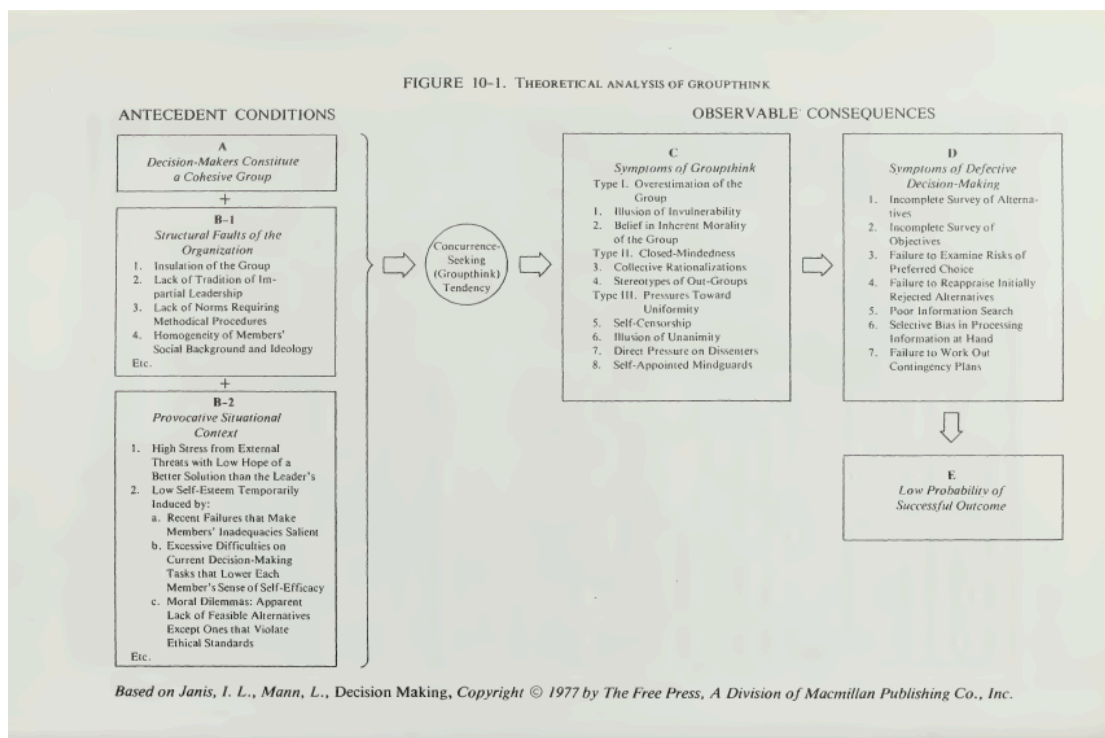 FIGURE 10–1. THEORETICAL ANALYSIS OF GROUPTHINK
ANTECEDENT CONDITIONS
A
Decision-Makers Constitute
a Cohesive Group
+
B–1
Structural Faults of the
Organization
1. Insulation of the Group
2. Lack of Tradition of Im-
partial Leadership
3. Lack of Norms Requiring
Methodical Procedures
4. Homogeneity of Members'
Social Background and Ideology
Etc.
+
B–2
Provocative Situational
Context
1. High Stress from External
Threats with Low Hope of a
Better Solution than the Leader's
2. Low Self-Esteem Temporarily
Induced by:
a. Recent Failures that Make
Members' Inadequacies Salient
b. Excessive Difficulties on
Current Decision-Making
Tasks that Lower Each
Member's Sense of Self-Efficacy
c. Moral Dilemmas: Apparent
Lack of Feasible Alternatives
Except Ones that Violate
Ethical Standards
Etc.
Concurrence-
Seeking
(Groupthink)
Tendency
OBSERVABLE CONSEQUENCES
C
Symptoms of Groupthink
Type I. Overestimation of the
Group
1. Illusion of Invulnerability
2. Belief in Inherent Morality
of the Group
Type II. Closed-Mindedness
3. Collective Rationalizations
4. Stereotypes of Out-Groups
Type III. Pressures Toward
Uniformity
5. Self-Censorship
6. Illusion of Unanimity
7. Direct Pressure on Dissenters
8. Self-Appointed Mindguards
D
Symptoms of Defective
Decision-Making
1. Incomplete Survey of Alterna-
tives
2. Incomplete Survey of
Objectives
3. Failure to Examine Risks of
Preferred Choice
4. Failure to Reappraise Initially
Rejected Alternatives
5. Poor Information Search
6. Selective Bias in Processing
Information at Hand
7. Failure to Work Out
Contingency Plans
E
Low Probability of
Successful Outcome
Based on Janis, I. L., Mann, L., Decision Making, Copyright © 1977 by The Free Press, A Division of Macmillan Publishing Co., Inc.